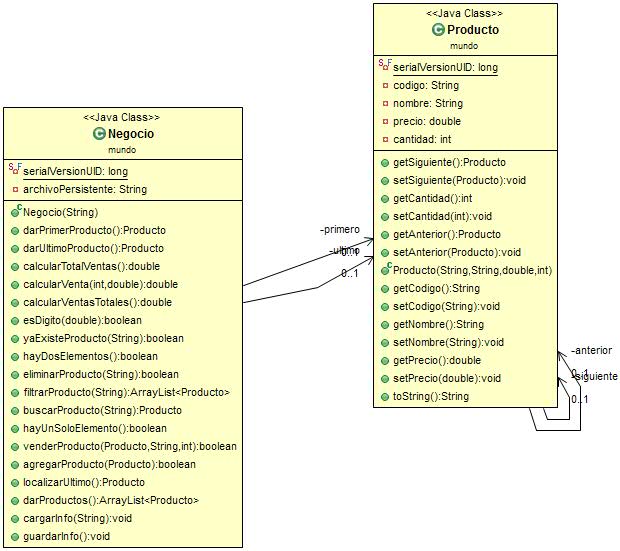 <<Java Class>>
Producto
mundo
serialVersionUID: long
codigo: String
nombre: String
precio: double
cantidad: int
getSiguiente():Producto
setSiguiente(Producto):void
getCantidad():int
setCantidad(int):void
getAnterior():Producto
setAnterior(Producto):void
Producto(String,String,double,int)
getCodigo():String
setCodigo(String):void
getNombre():String
setNombre(String):void
getPrecio():double
setPrecio(double):void
toString():String
<<Java Class>>
Negocio
mundo
serialVersionUID: long
archivoPersistente: String
Negocio(String)
darPrimerProducto():Producto
darUltimoProducto():Producto
calcularTotalVentas():double
calcularVenta(int,double):double
calcularVentasTotales():double
esDigito(double):boolean
yaExisteProducto(String):boolean
hayDosElementos():boolean
eliminarProducto(String):boolean
filtrarProducto(String):ArrayList<Producto>
buscarProducto(String):Producto
hayUnSoloElemento():boolean
venderProducto(Producto,String,int):boolean
agregarProducto(Producto):boolean
localizarUltimo():Producto
darProductos():ArrayList<Producto>
cargarInfo(String):void
guardarInfo():void
-primero
0..1
-ultimo
0..1
-anterior
0..1
-siguiente
0..1